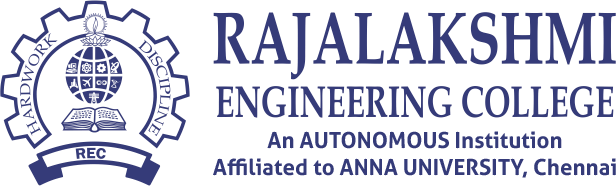 HARDWORK
DISCIPLINE
REC
RAJALAKSHMI
ENGINEERING COLLEGE
An AUTONOMOUS Institution
Affiliated to ANNA UNIVERSITY, Chennai